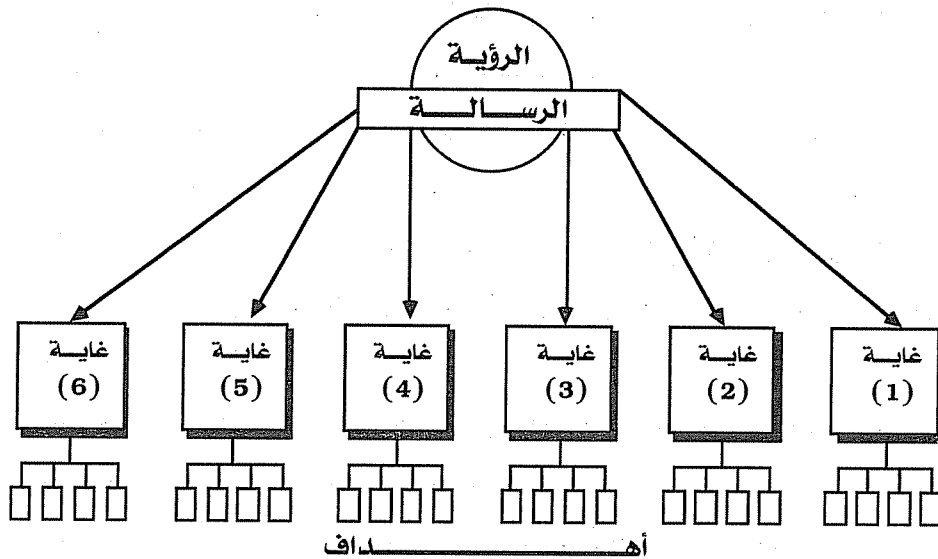 الرؤية
الرسالة
غاية
(1)
غاية
(2)
غاية
(3)
غاية
(4)
غاية
(5)
غاية
(6)
أهداف